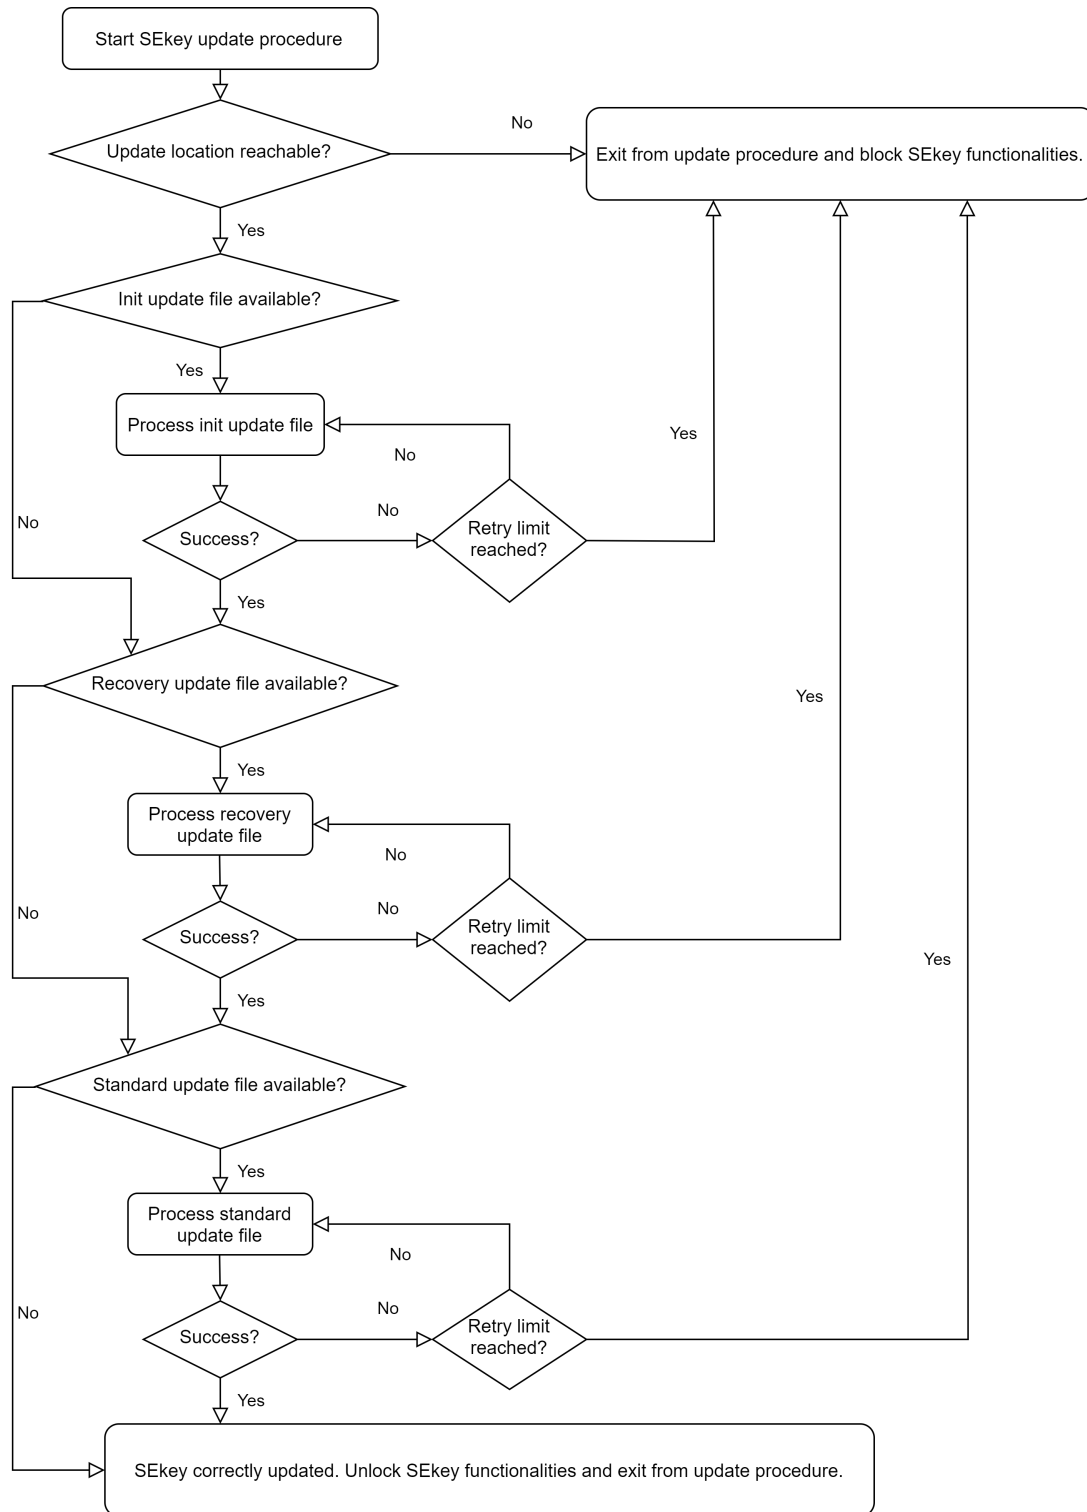 Start SEkey update procedure
No
Update location reachable?
Exit from update procedure and block SEkey functionalities.
Yes
Init update file available?
Yes
Process init update file
Yes
No
No
No
Success?
Retry limit
reached?
Yes
Recovery update file available?
Yes
Yes
Process recovery
update file
No
No
No
Success?
Retry limit
reached?
Yes
Yes
Standard update file available?
Yes
Process standard
update file
No
No
No
Success?
Retry limit
reached?
Yes
SEkey correctly updated. Unlock SEkey functionalities and exit from update procedure.